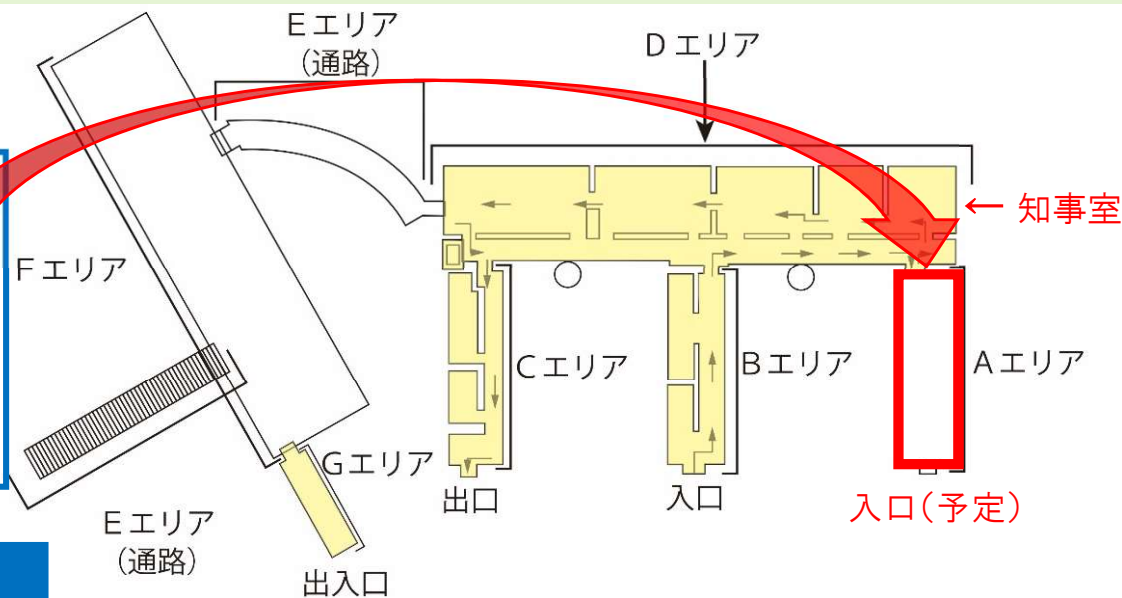 Eエリア
(通路)
Dエリア
← 知事室
Fエリア
Cエリア
Bエリア
Aエリア
Gエリア
出口
入口
入口(予定)
Eエリア
(通路)
出入口